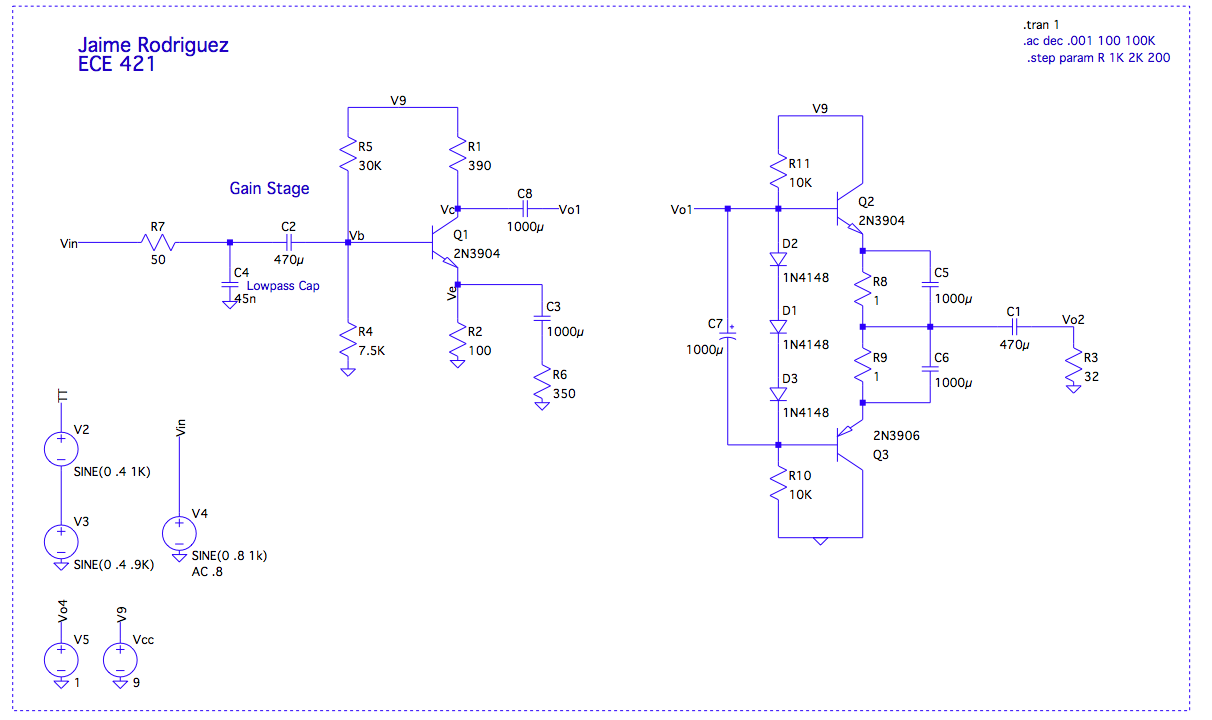 .tran 1
.ac dec .001 100 100K
.step param R 1K 2K 200
Jaime Rodriguez
ECE 421
V9
R5
30K
R1
390
Gain Stage
C8
1000µ
Vo1
Vc
Vin
R7
50
C2
470µ
Vb
Q1
2N3904
C4
45n
Lowpass Cap
Ve
C3
1000µ
R4
7.5K
R2
100
R6
350
V9
R11
10K
Q2
2N3904
Vo1
D2
1N4148
R8
1
C5
1000µ
D1
1N4148
C7
1000µ
C1
470µ
Vo2
R9
1
C6
1000µ
R3
32
D3
1N4148
2N3906
Q3
R10
10K
TT
V2
SINE(0 .4 1K)
V3
SINE(0 .4 .9K)
Vin
V4
SINE(0 .8 1k)
AC .8
Vo4
V5
1
V9
Vcc
9